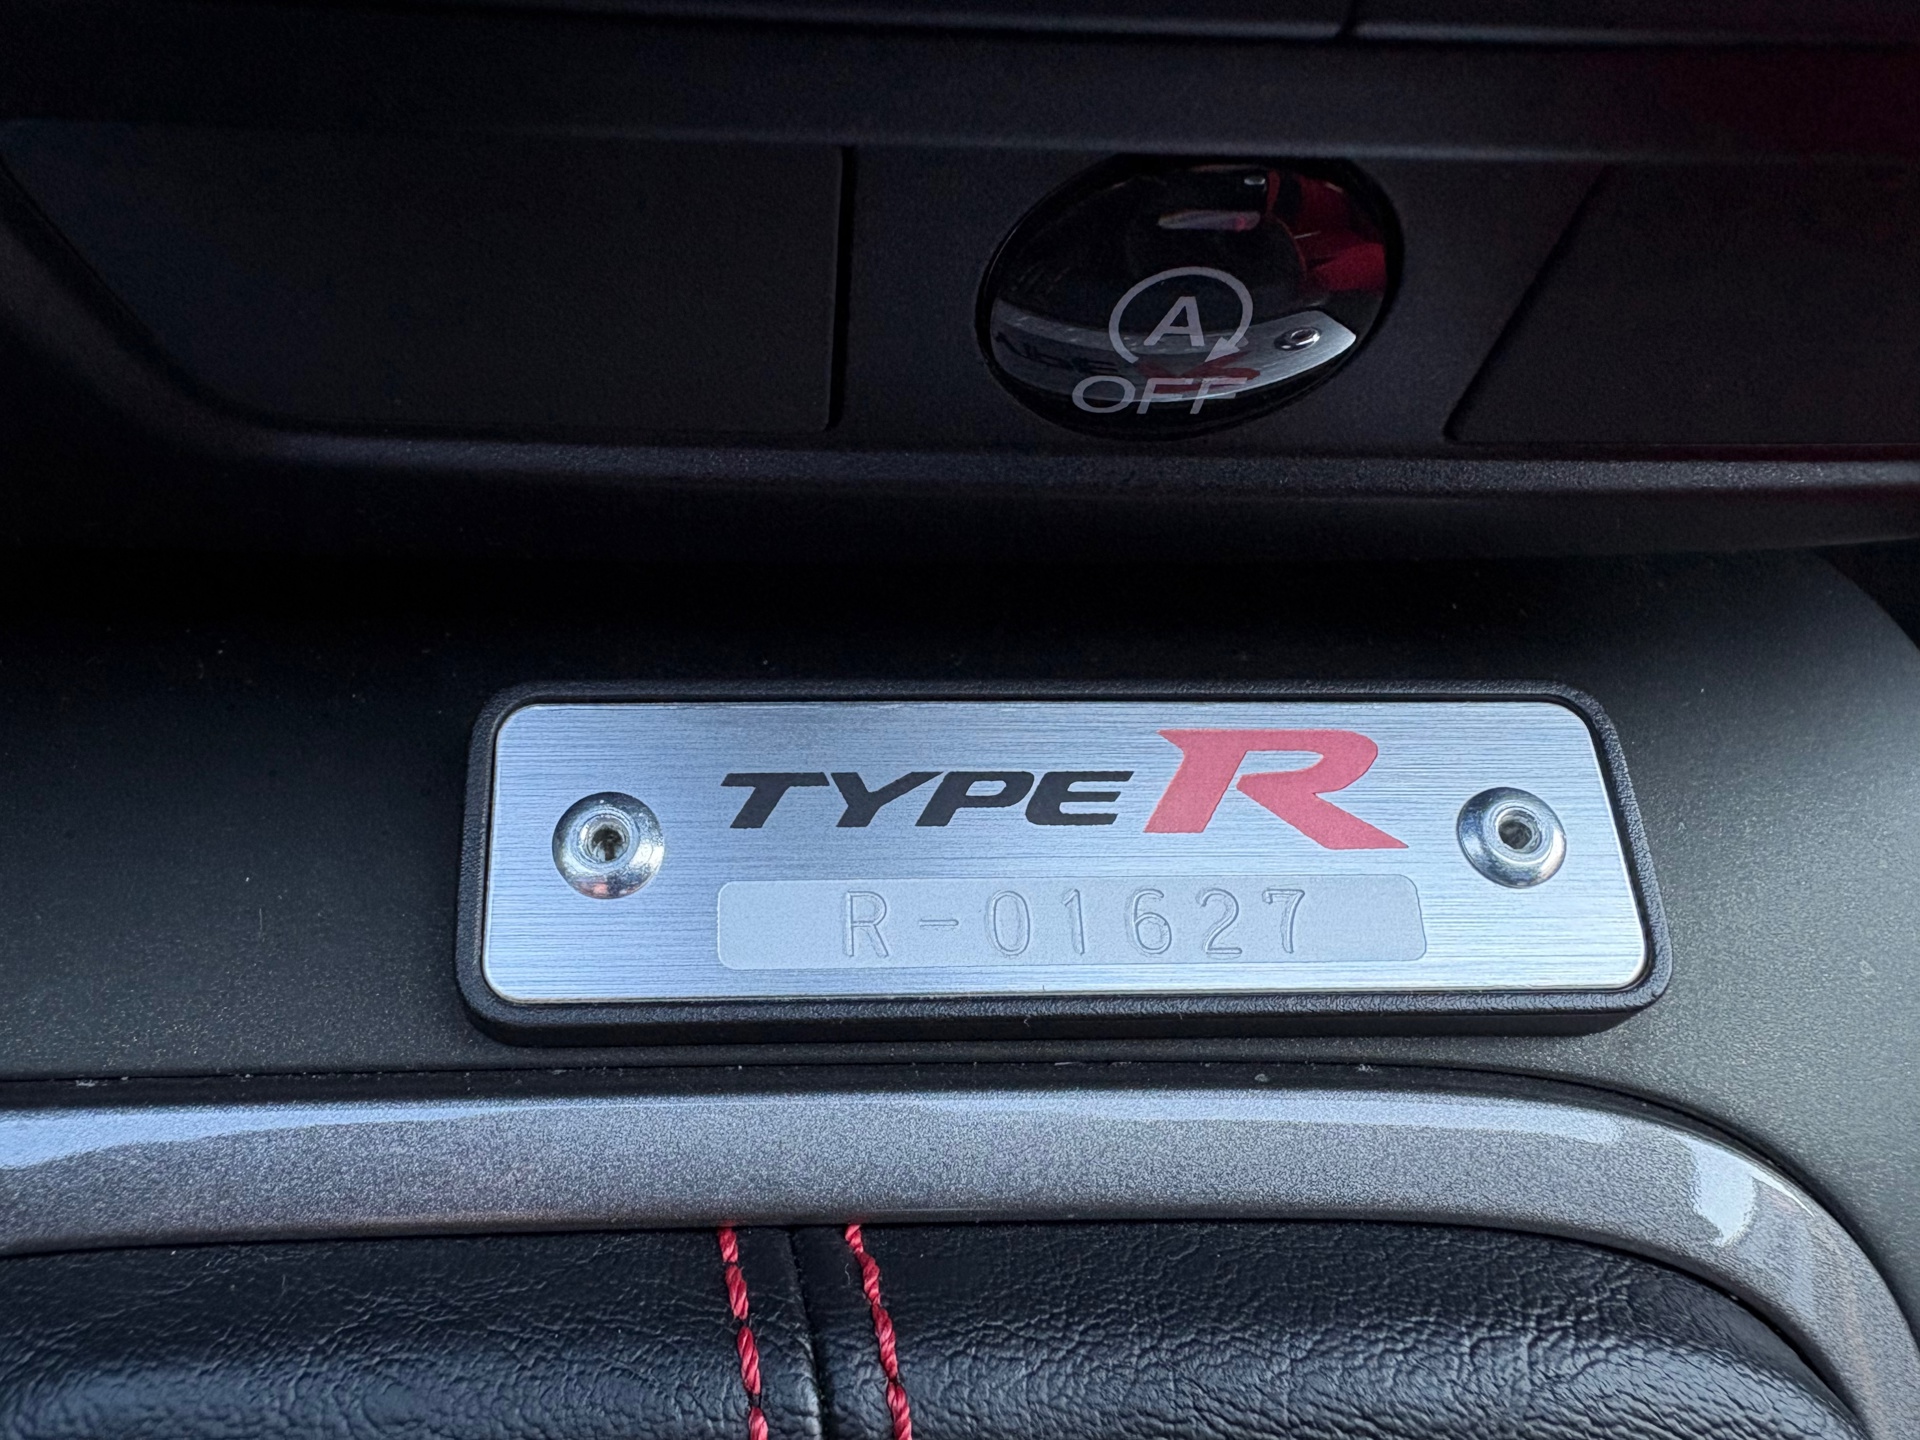 A
OFF
TYPE R
R-01627